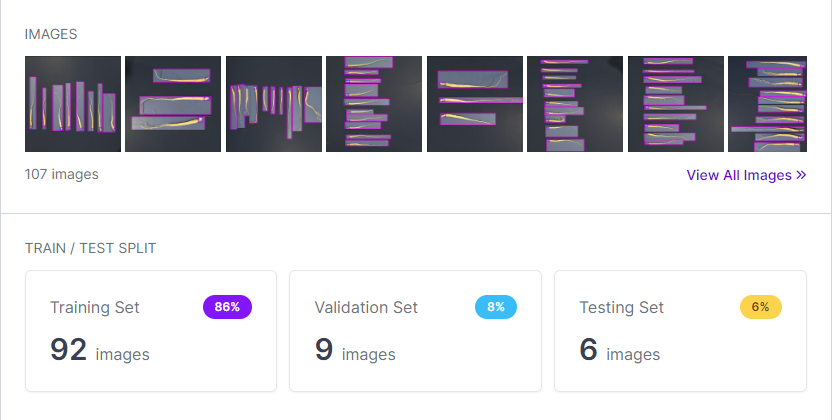 IMAGES
107 images
View All Images »
TRAIN / TEST SPLIT
Training Set 86%
92 images
Validation Set 8%
9 images
Testing Set 6%
6 images